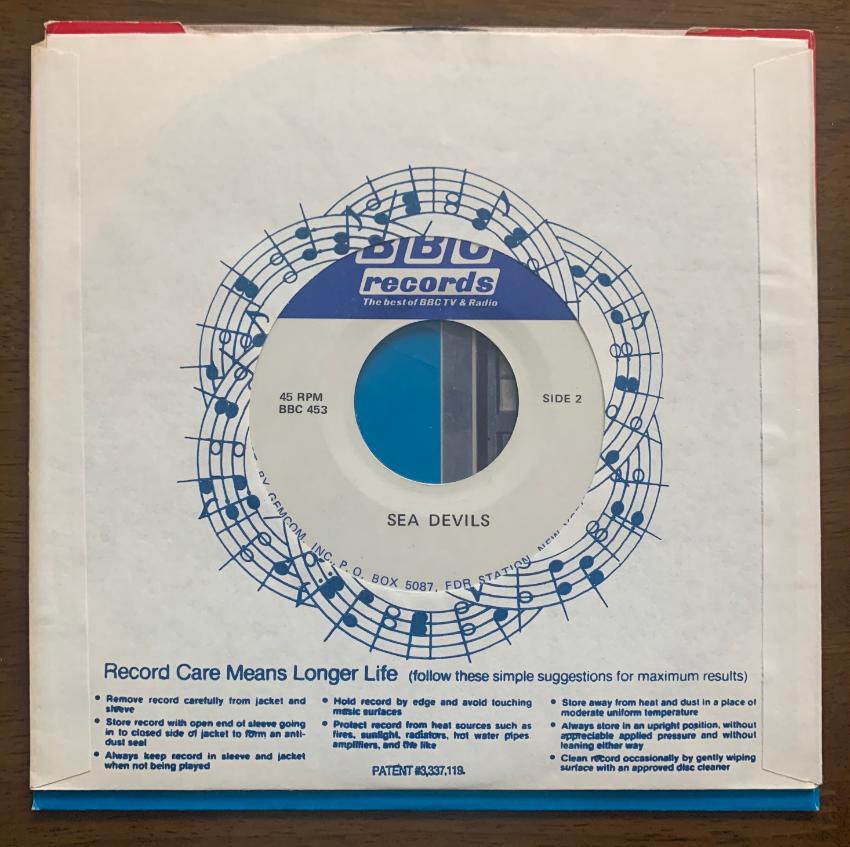 BBC
records
The best of BBC TV & Radio
45 RPM
BBC 453
SIDE 2
SEA DEVILS
BY GEMCOM, INC., P. O. BOX 5087, FDR STATION, NEW
Record Care Means Longer Life (follow these simple suggestions for maximum results)
• Remove record carefully from jacket and
sleeve
• Store record with open end of sleeve going
in to closed side of jacket to form an anti-
dust seal
• Always keep record in sleeve and jacket
when not being played
• Hold record by edge and avoid touching
music surfaces
• Protect record from heat sources such as
fires, sunlight, radiators, hot water pipes
amplifiers, and the like
• Store away from heat and dust in a place of
moderate uniform temperature
• Always store in an upright position, without
appreciable applied pressure and without
leaning either way
• Clean record occasionally by gently wiping
surface with an approved disc cleaner
PATENT #3,337,119.